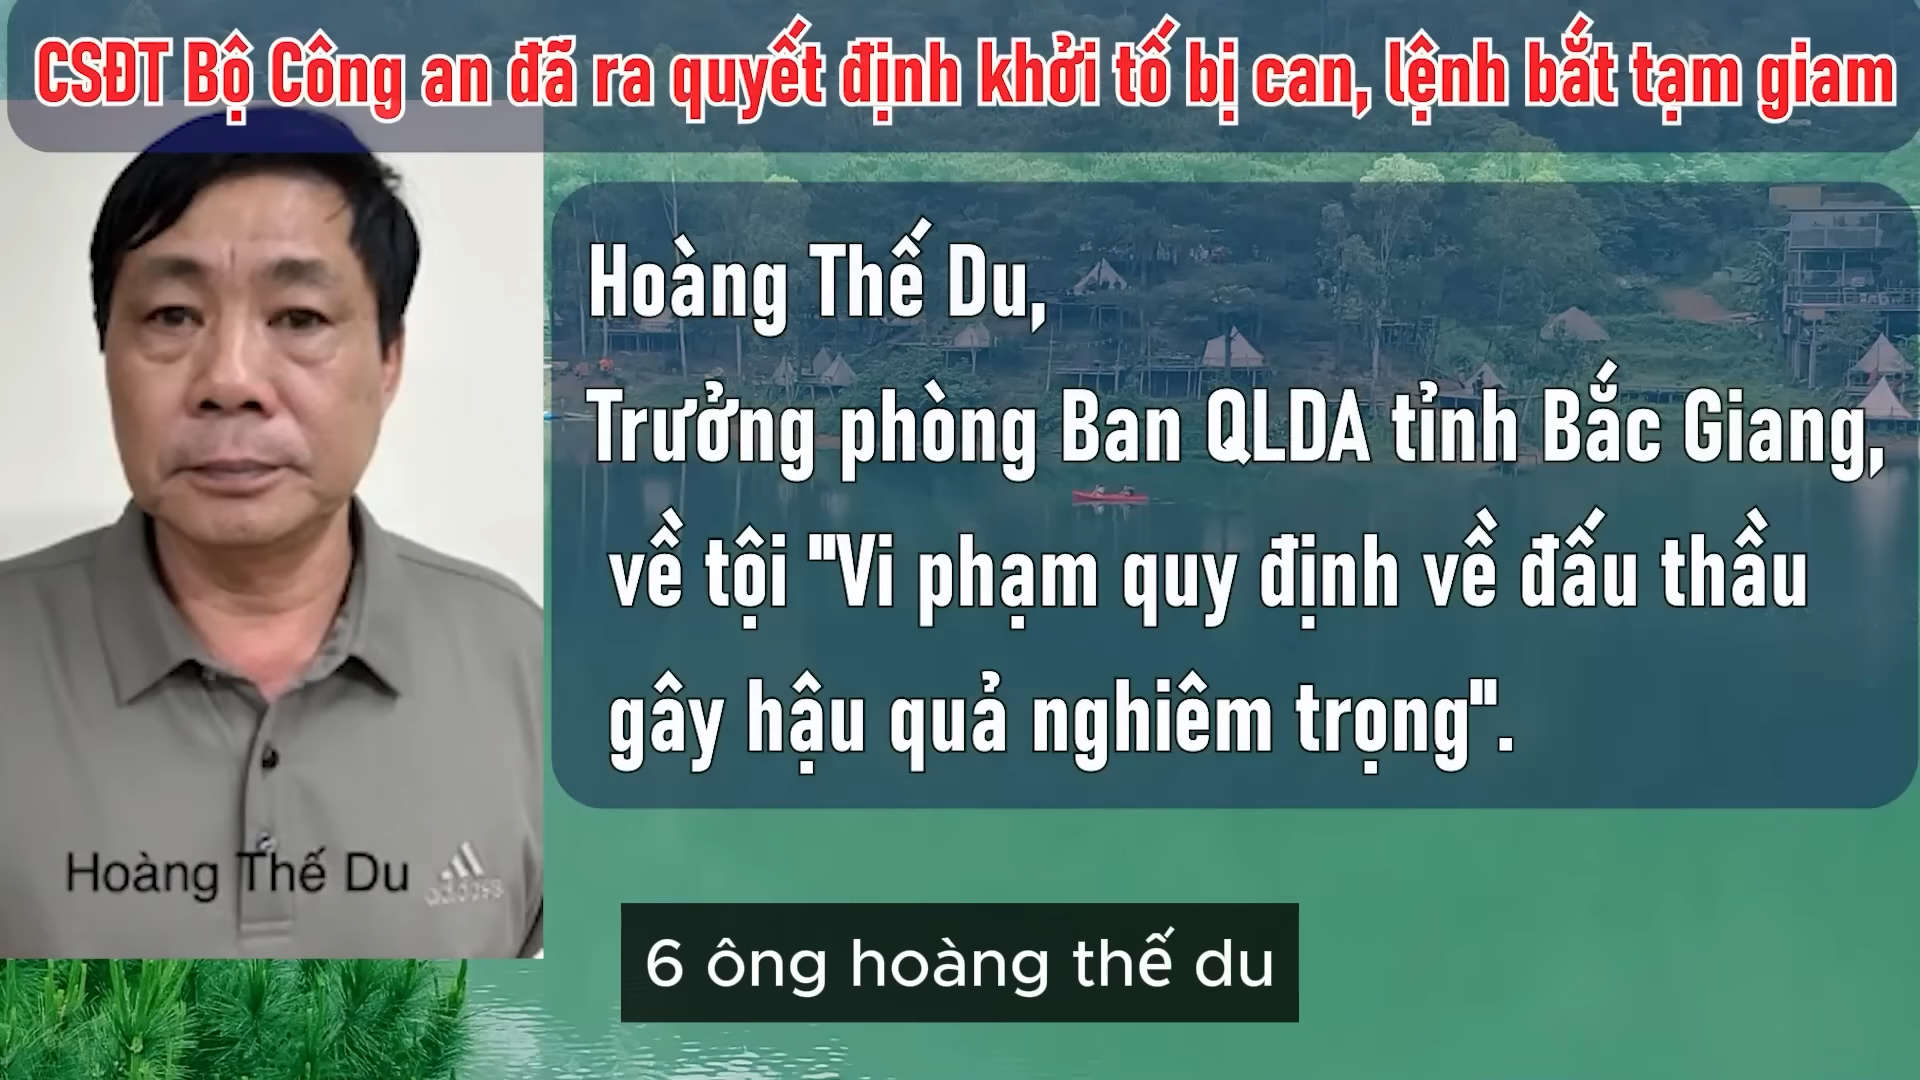 CSĐT Bộ Công an đã ra quyết định khởi tố bị can, lệnh bắt tạm giam
Hoàng Thế Du,
Trưởng phòng Ban QLDA tỉnh Bắc Giang,
về tội "Vi phạm quy định về đấu thầu
gây hậu quả nghiêm trọng".
Hoàng Thế Du
adidas
6 ông hoàng thế du